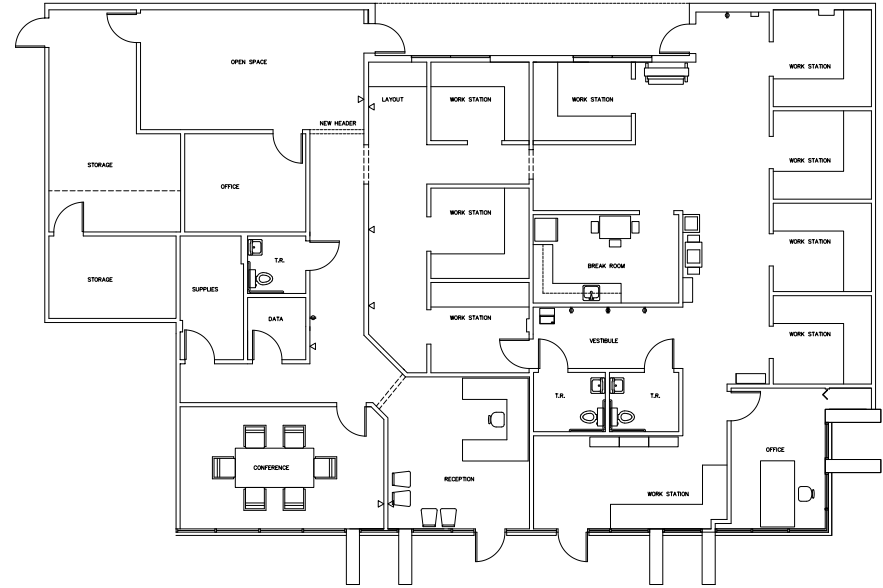 OPEN SPACE
WORK STATION
LAYOUT
WORK STATION
WORK STATION
NEW HEADER
STORAGE
WORK STATION
OFFICE
WORK STATION
WORK STATION
T.R.
BREAK ROOM
STORAGE
SUPPLIES
DATA
WORK STATION
WORK STATION
VESTIBULE
T.R.
T.R.
OFFICE
CONFERENCE
RECEPTION
WORK STATION